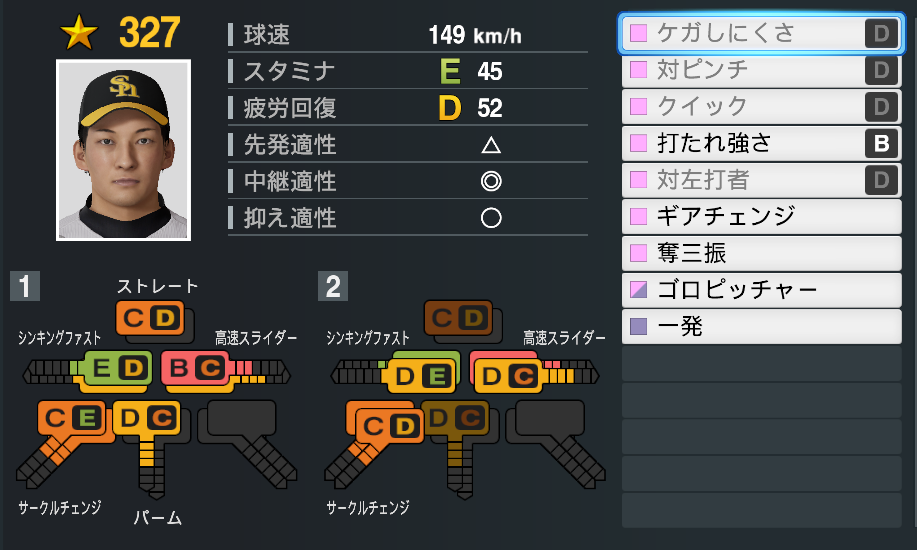 ★ 327
SH
球速 149 km/h
スタミナ E 45
疲労回復 D 52
先発適性 △
中継適性 ◎
抑え適性 ○
ケガしにくさ D
対ピンチ D
クイック D
打たれ強さ B
対左打者 D
ギアチェンジ
奪三振
ゴロピッチャー
一発
1
ストレート
C D
シンキングファスト
高速スライダー
E D
B C
C E
D C
サークルチェンジ
パーム
2
C D
シンキングファスト
高速スライダー
D E
D C
C D
D C
サークルチェンジ